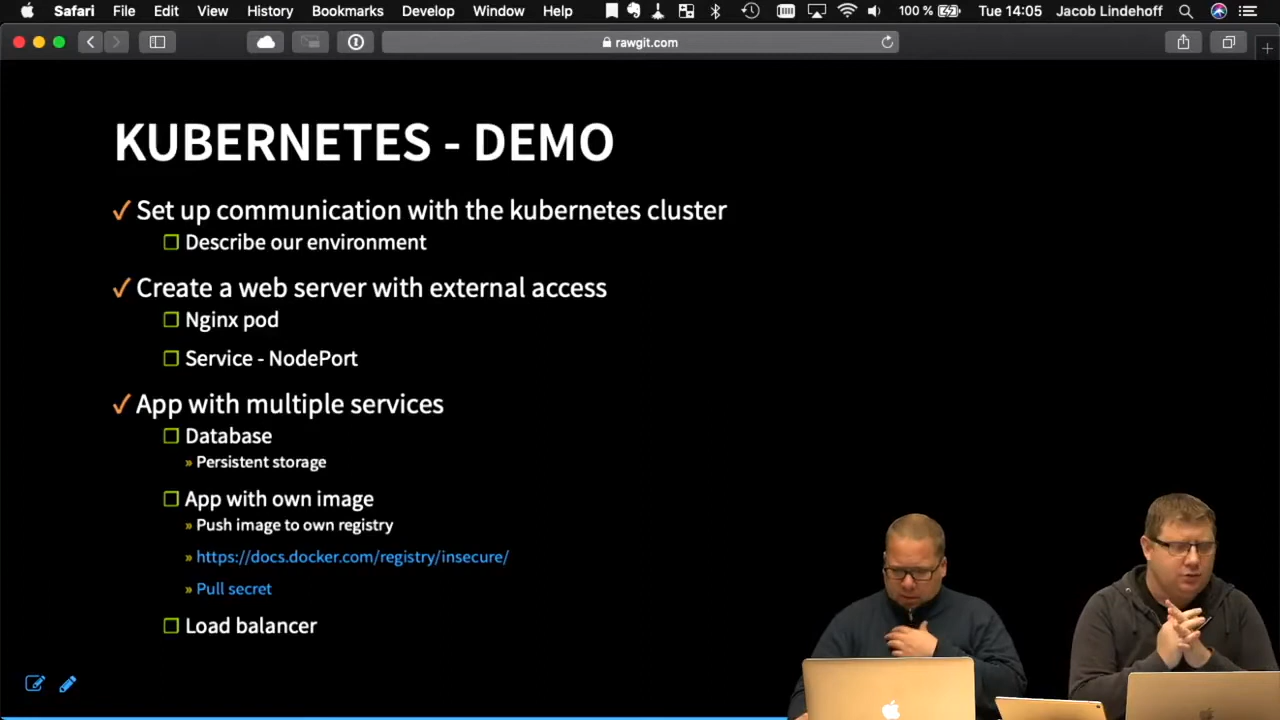 Safari File Edit View History Bookmarks Develop Window Help 100 % Tue 14:05 Jacob Lindehoff
rawgit.com
KUBERNETES - DEMO
✓ Set up communication with the kubernetes cluster
❐ Describe our environment
✓ Create a web server with external access
❐ Nginx pod
❐ Service - NodePort
✓ App with multiple services
❐ Database
» Persistent storage
❐ App with own image
» Push image to own registry
» https://docs.docker.com/registry/insecure/
» Pull secret
❐ Load balancer